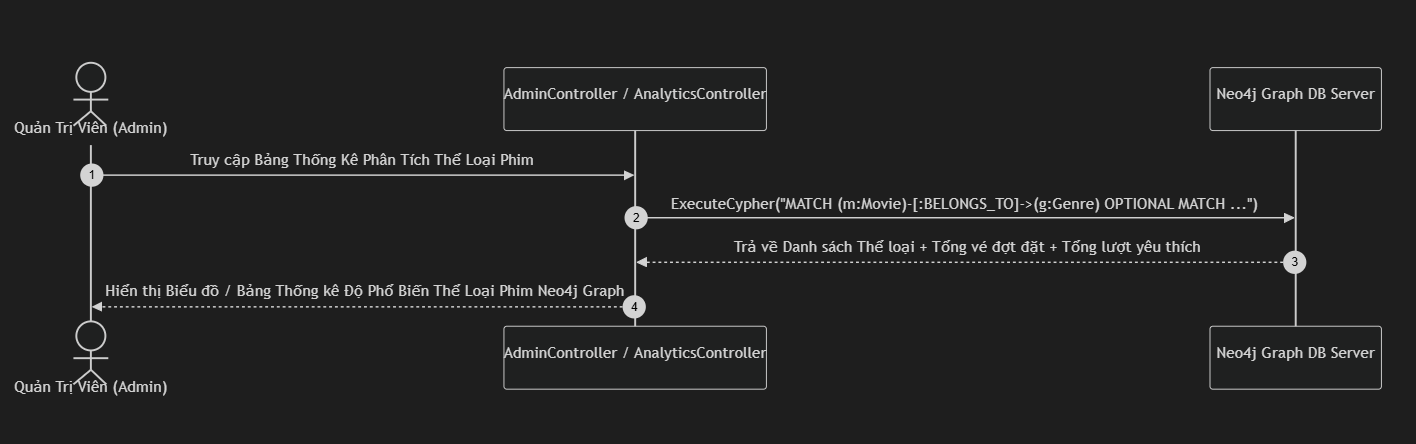 AdminController / AnalyticsController
Neo4j Graph DB Server
Quản Trị Viên (Admin)
Truy cập Bảng Thống Kê Phân Tích Thể Loại Phim
1
ExecuteCypher("MATCH (m:Movie)-[:BELONGS_TO]->(g:Genre) OPTIONAL MATCH ...")
2
Trả về Danh sách Thể loại + Tổng vé đợt đặt + Tổng lượt yêu thích
3
Hiển thị Biểu đồ / Bảng Thống kê Độ Phổ Biến Thể Loại Phim Neo4j Graph
4
AdminController / AnalyticsController
Neo4j Graph DB Server
Quản Trị Viên (Admin)